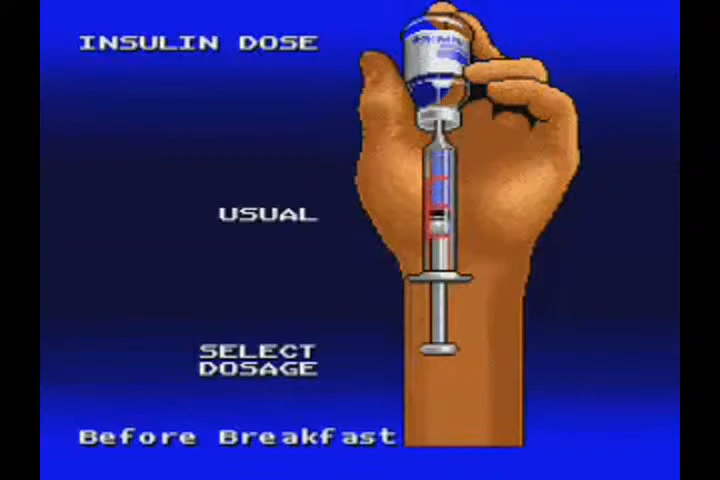 INSULIN DOSE
USUAL
SELECT
DOSAGE
Before Breakfast